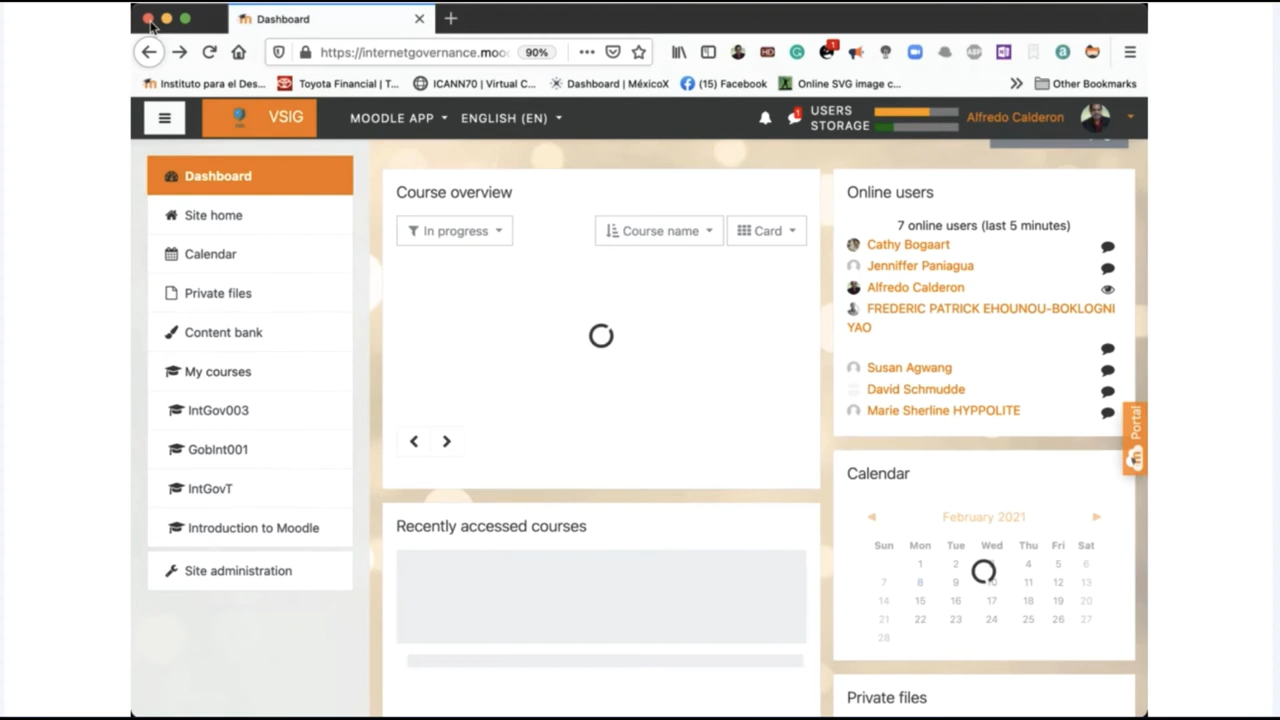 Dashboard
https://internetgovernance.moo
90%
Instituto para el Des...
Toyota Financial | T...
ICANN70 | Virtual C...
Dashboard | MéxicoX
(15) Facebook
Online SVG image c...
Other Bookmarks
VSIG
MOODLE APP
ENGLISH (EN)
1
USERS
STORAGE
Alfredo Calderon
Dashboard
Site home
Calendar
Private files
Content bank
My courses
IntGov003
GobInt001
IntGovT
Introduction to Moodle
Site administration
Course overview
In progress
Course name
Card
Recently accessed courses
Online users
7 online users (last 5 minutes)
Cathy Bogaart
Jenniffer Paniagua
Alfredo Calderon
FREDERIC PATRICK EHOUNOU-BOKLOGNI
YAO
Susan Agwang
David Schmudde
Marie Sherline HYPPOLITE
Portal
Calendar
February 2021
Sun Mon Tue Wed Thu Fri Sat
1 2 4 5 6
7 8 9 10 11 12 13
14 15 16 17 18 19 20
21 22 23 24 25 26 27
28
Private files